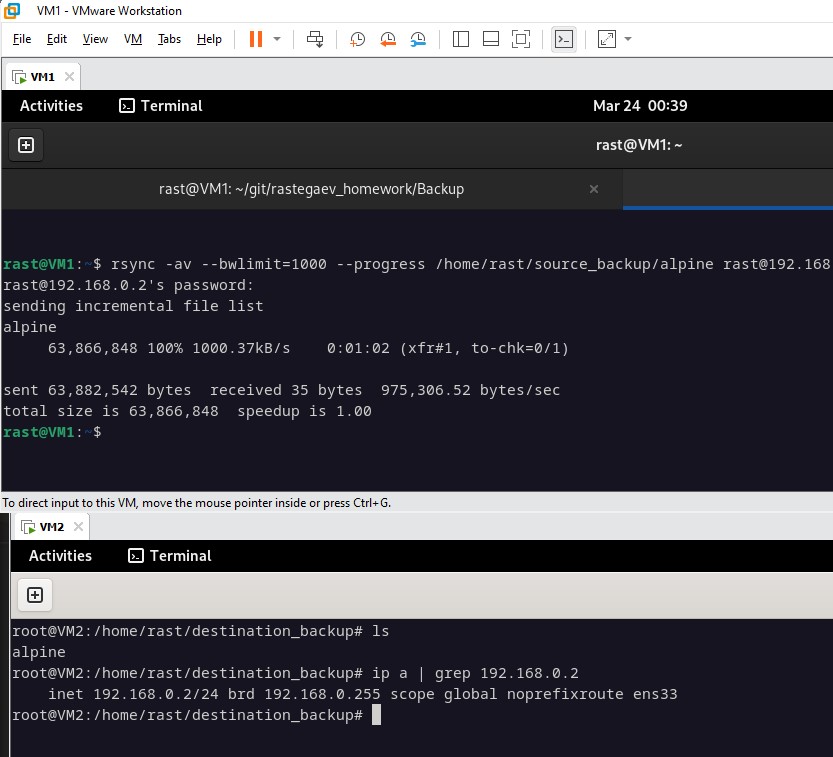 VM1 - VMware Workstation
File Edit View VM Tabs Help
VM1
Activities Terminal Mar 24 00:39
rast@VM1: ~
rast@VM1: ~/git/rastegaev_homework/Backup
rast@VM1:~$ rsync -av --bwlimit=1000 --progress /home/rast/source_backup/alpine rast@192.168
rast@192.168.0.2's password:
sending incremental file list
alpine
63,866,848 100% 1000.37kB/s 0:01:02 (xfr#1, to-chk=0/1)
sent 63,882,542 bytes received 35 bytes 975,306.52 bytes/sec
total size is 63,866,848 speedup is 1.00
rast@VM1:~$
To direct input to this VM, move the mouse pointer inside or press Ctrl+G.
VM2
Activities Terminal
root@VM2:/home/rast/destination_backup# ls
alpine
root@VM2:/home/rast/destination_backup# ip a | grep 192.168.0.2
inet 192.168.0.2/24 brd 192.168.0.255 scope global noprefixroute ens33
root@VM2:/home/rast/destination_backup#